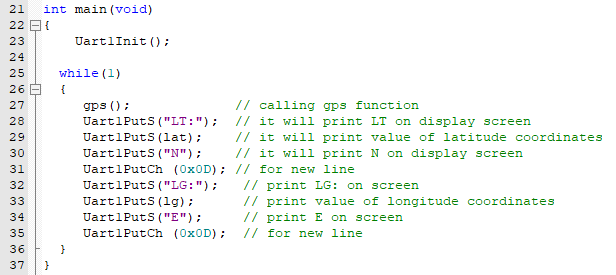 21 int main(void)
22 {
23     Uart1Init();
24
25   while(1)
26   {
27      gps();             // calling gps function
28      Uart1PutS("LT:");  // it will print LT on display screen
29      Uart1PutS(lat);    // it will print value of latitude coordinates
30      Uart1PutS("N");    // it will print N on display screen
31      Uart1PutCh (0x0D); // for new line
32      Uart1PutS("LG:");   // print LG: on screen
33      Uart1PutS(lg);      // print value of longitude coordinates
34      Uart1PutS("E");     // print E on screen
35      Uart1PutCh (0x0D);  // for new line
36   }
37 }